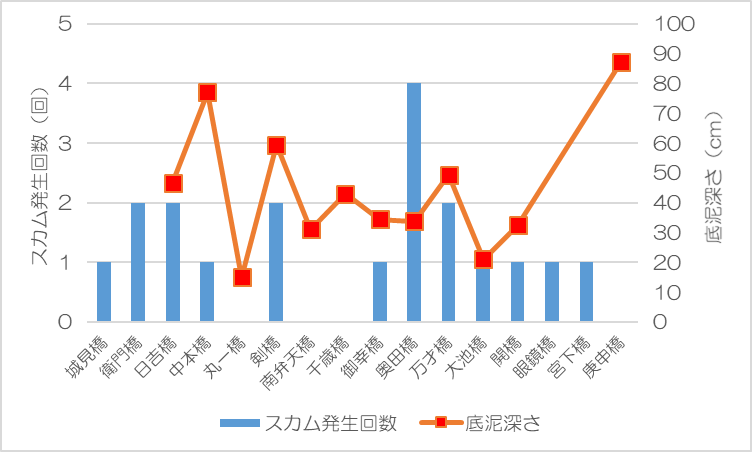 スカム発生回数（回）
5
4
3
2
1
0
100
90
80
70
60
50
40
30
20
10
0
底泥深さ（cm）
城見橋
衛門橋
日吉橋
中本橋
丸一橋
剣橋
南弁天橋
千歳橋
御幸橋
奥田橋
万才橋
大池橋
開橋
眼鏡橋
宮下橋
庚申橋
スカム発生回数
底泥深さ